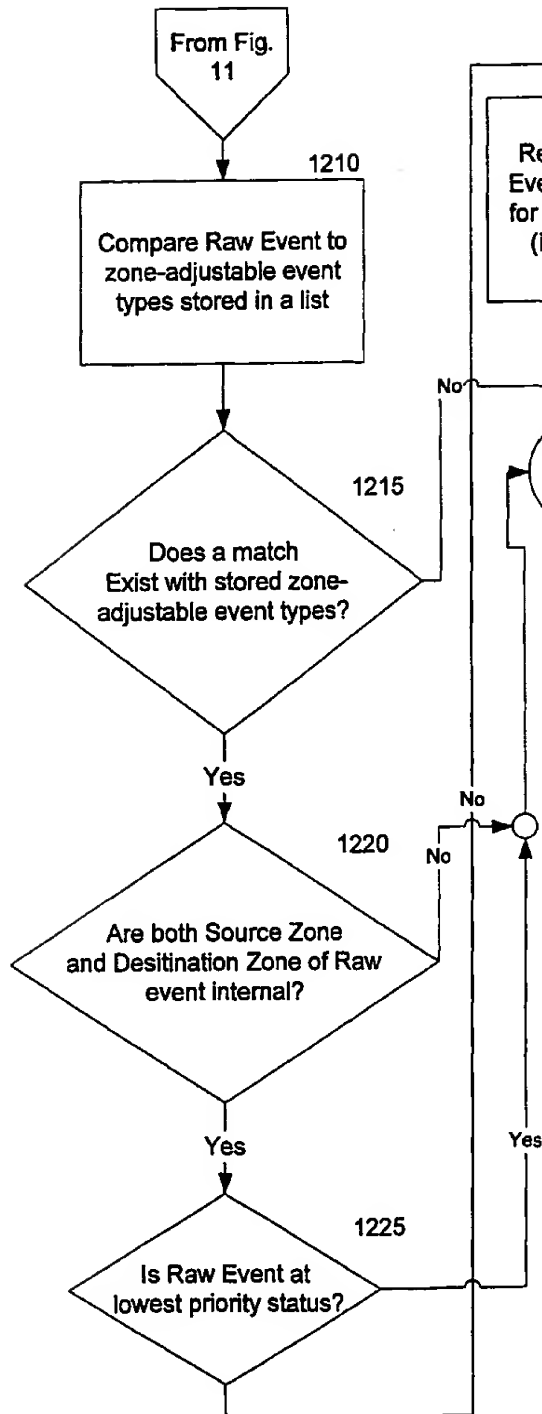 From Fig.
11
1210
Compare Raw Event to
zone-adjustable event
types stored in a list
for
No
1215
Does a match
Exist with stored zone-
adjustable event types?
Yes
No
1220
No
Are both Source Zone
and Desitination Zone of Raw
event internal?
Yes
Yes
1225
Is Raw Event at
lowest priority status?